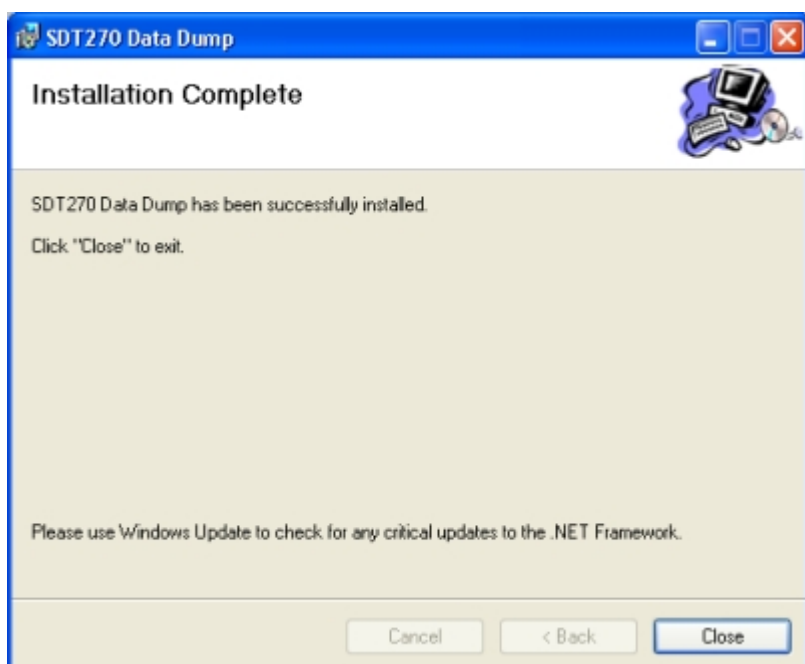 SDT270 Data Dump
Installation Complete
SDT270 Data Dump has been successfully installed.
Click "Close" to exit.
Please use Windows Update to check for any critical updates to the .NET Framework.
Cancel
< Back
Close